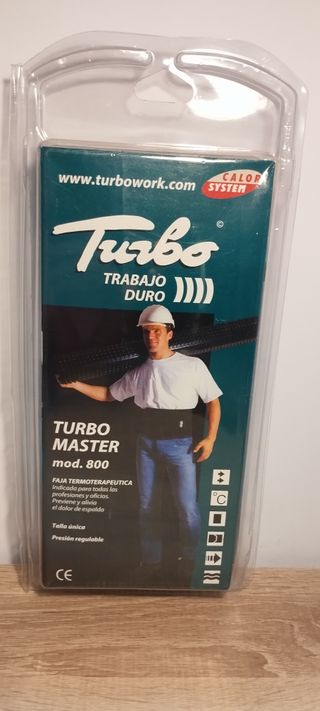 www.turbowork.com
CALOR
SYSTEM
Turbo
©
TRABAJO
DURO
TURBO
MASTER
mod. 800
FAJA TERMOTERAPEUTICA
Indicada para todas las
profesiones y oficios.
Previene y alivia
el dolor de espalda
Talla única
Presión regulable
°C
CE